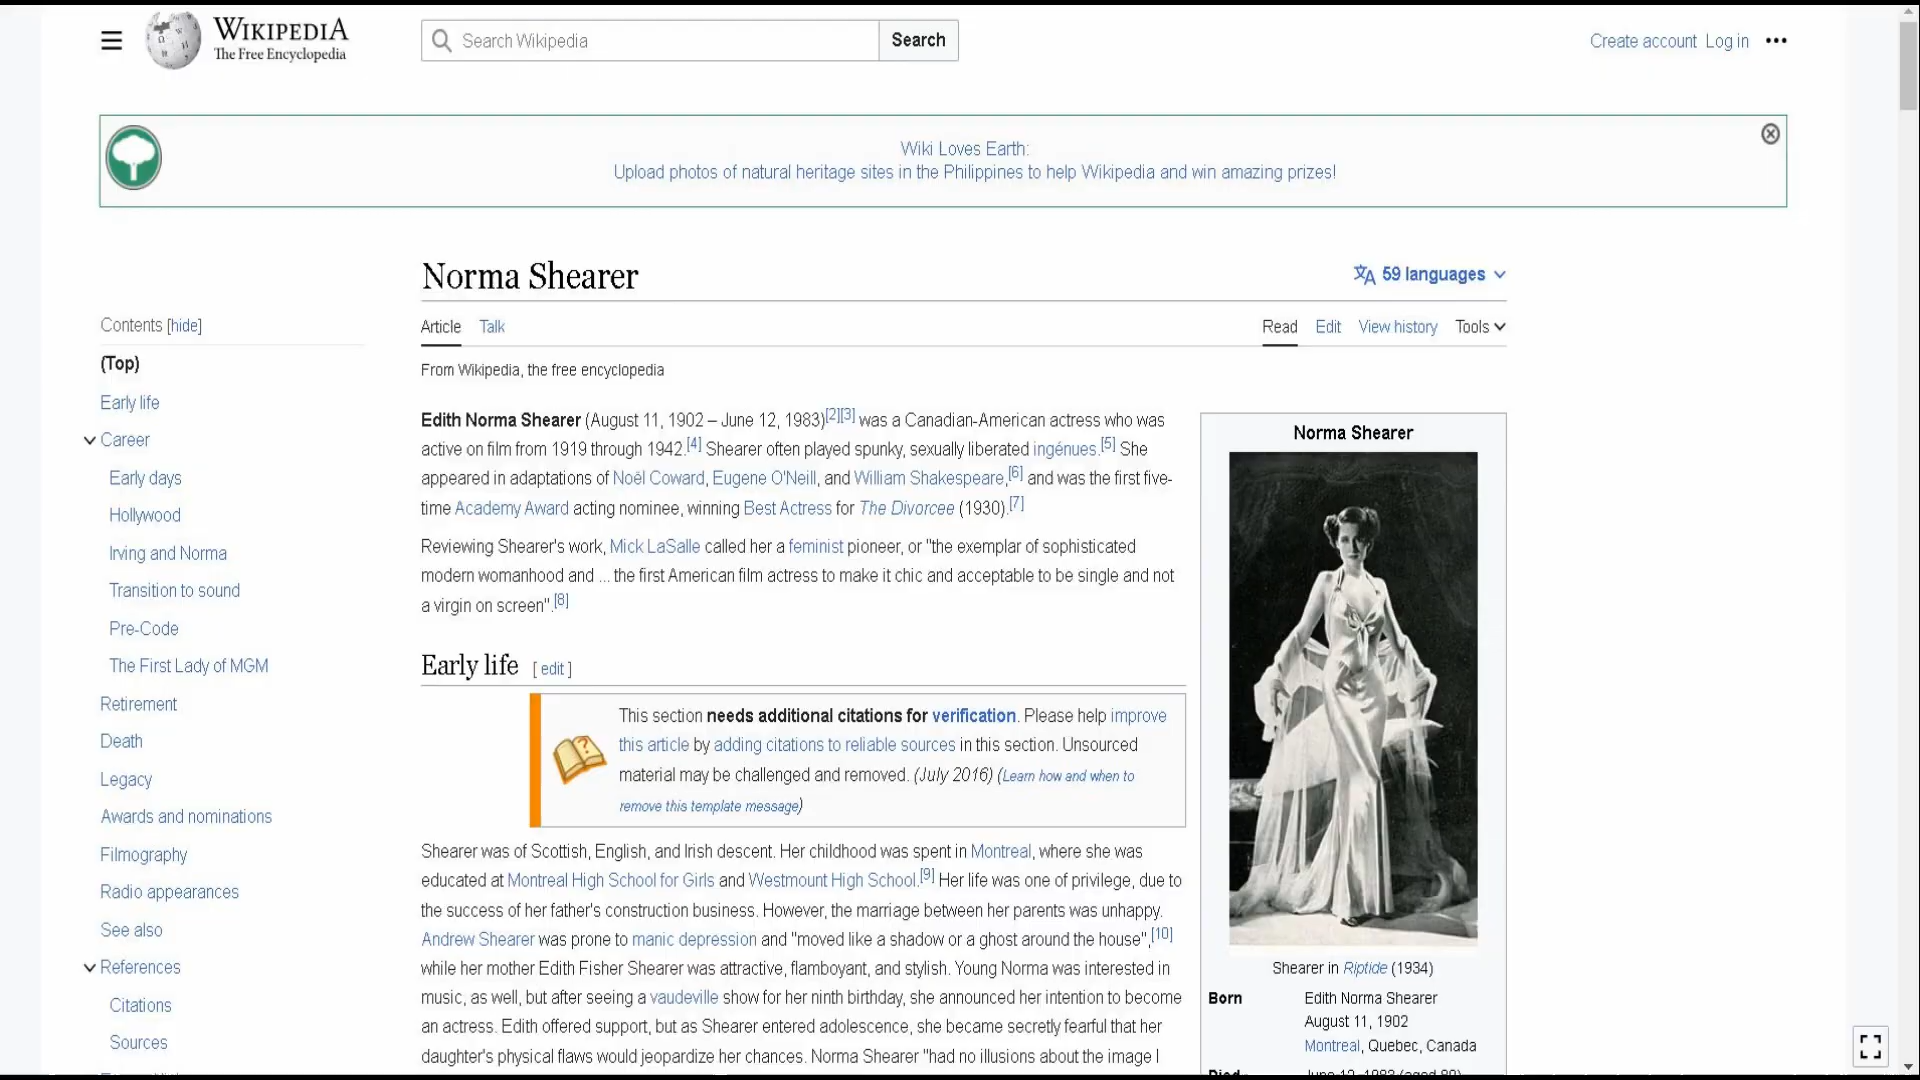 WIKIPEDIA
The Free Encyclopedia
Search Wikipedia
Search
Create account Log in
Wiki Loves Earth:
Upload photos of natural heritage sites in the Philippines to help Wikipedia and win amazing prizes!
Norma Shearer
59 languages
Contents [hide]
Article Talk
Read Edit View history Tools
(Top)
Early life
Career
Early days
Hollywood
Irving and Norma
Transition to sound
Pre-Code
The First Lady of MGM
Retirement
Death
Legacy
Awards and nominations
Filmography
Radio appearances
See also
References
Citations
Sources
From Wikipedia, the free encyclopedia
Edith Norma Shearer (August 11, 1902 – June 12, 1983)[2][3] was a Canadian-American actress who was
active on film from 1919 through 1942.[4] Shearer often played spunky, sexually liberated ingénues.[5] She
appeared in adaptations of Noël Coward, Eugene O'Neill, and William Shakespeare,[6] and was the first five-
time Academy Award acting nominee, winning Best Actress for The Divorcee (1930).[7]
Reviewing Shearer's work, Mick LaSalle called her a feminist pioneer, or "the exemplar of sophisticated
modern womanhood and ... the first American film actress to make it chic and acceptable to be single and not
a virgin on screen".[8]
Early life [ edit ]
This section needs additional citations for verification. Please help improve
this article by adding citations to reliable sources in this section. Unsourced
material may be challenged and removed. (July 2016) (Learn how and when to
remove this template message)
Shearer was of Scottish, English, and Irish descent. Her childhood was spent in Montreal, where she was
educated at Montreal High School for Girls and Westmount High School.[9] Her life was one of privilege, due to
the success of her father's construction business. However, the marriage between her parents was unhappy.
Andrew Shearer was prone to manic depression and "moved like a shadow or a ghost around the house",[10]
while her mother Edith Fisher Shearer was attractive, flamboyant, and stylish. Young Norma was interested in
music, as well, but after seeing a vaudeville show for her ninth birthday, she announced her intention to become
an actress. Edith offered support, but as Shearer entered adolescence, she became secretly fearful that her
daughter's physical flaws would jeopardize her chances. Norma Shearer "had no illusions about the image I
Norma Shearer
Shearer in Riptide (1934)
Born Edith Norma Shearer
August 11, 1902
Montreal, Quebec, Canada